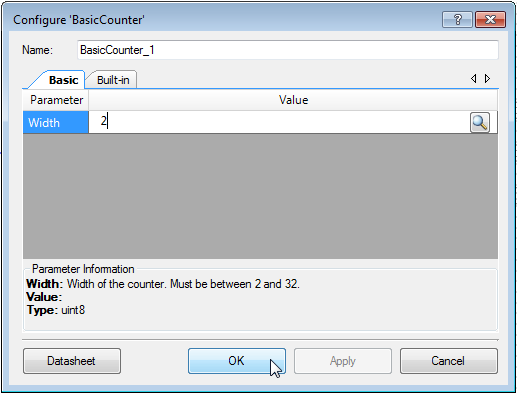 Configure 'BasicCounter'
Name: BasicCounter_1
Basic Built-in
Parameter Value
Width 2
Parameter Information
Width: Width of the counter. Must be between 2 and 32.
Value:
Type: uint8
Datasheet OK Apply Cancel